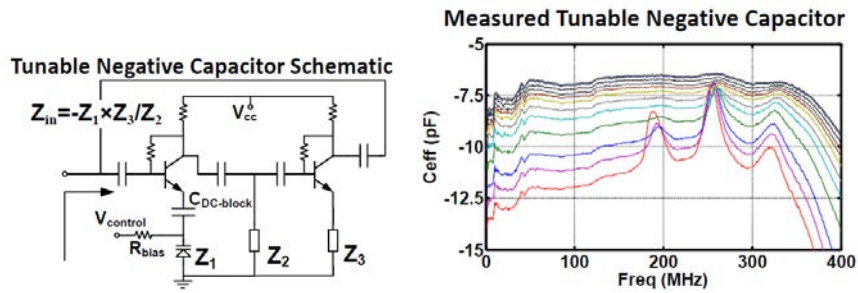 Measured Tunable Negative Capacitor
Tunable Negative Capacitor Schematic
Zin=-Z1×Z3/Z2
Vcc
CDC-block
Vcontrol
Rbias
Z1
Z2
Z3
-5
-7.5
-10
-12.5
-15
Ceff (pF)
0
100
200
300
400
Freq (MHz)